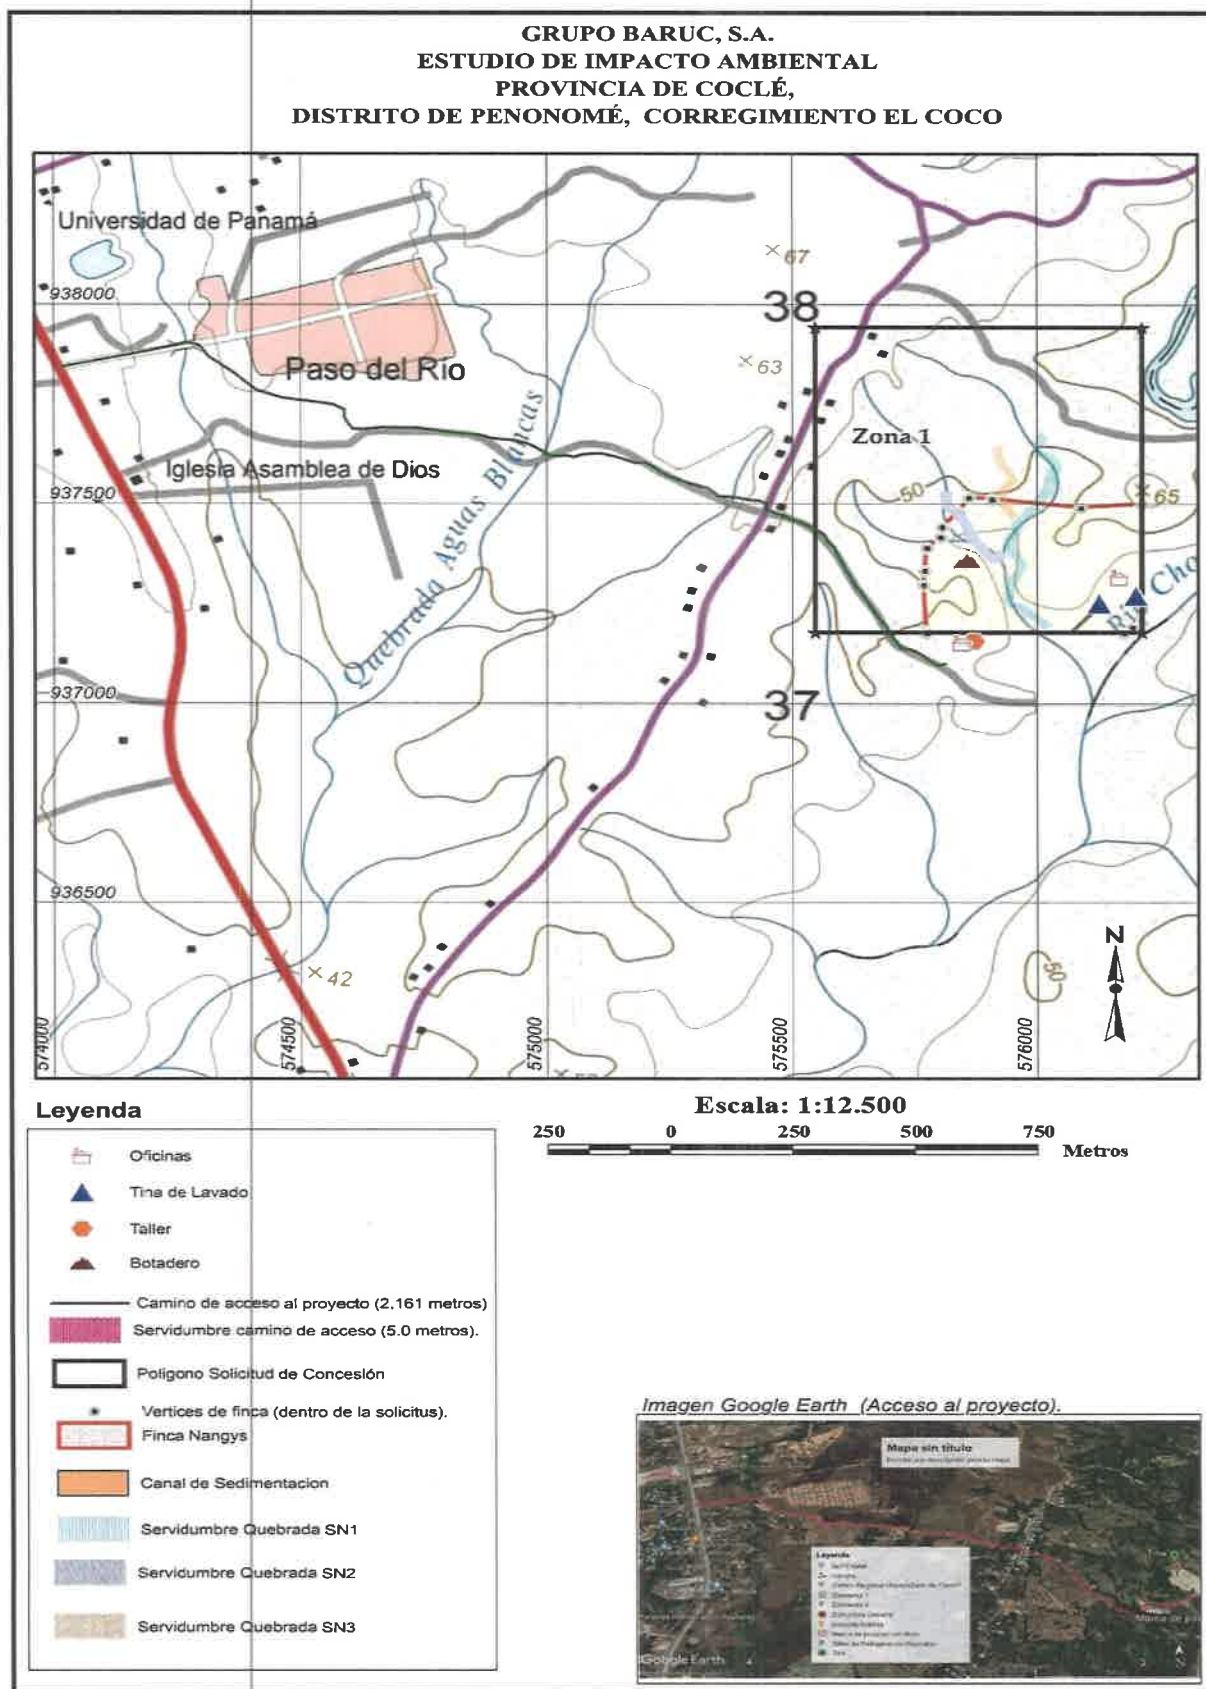 GRUPO BARUC, S.A.
ESTUDIO DE IMPACTO AMBIENTAL
PROVINCIA DE COCLÉ,
DISTRITO DE PENONOMÉ, CORREGIMIENTO EL COCO
Universidad de Panamá
67
938000
38
Paso del Río
63
Zona 1
Iglesia Asamblea de Dios
Quebrada Aguas Blancas
50
65
937500
Río Cho
937000
37
936500
42
50
N
574000
574500
575000
575500
576000
Leyenda
Oficinas
Tina de Lavado
Taller
Botadero
Camino de acceso al proyecto (2,161 metros)
Servidumbre camino de acceso (5.0 metros).
Poligono Solicitud de Concesión
Vertices de finca (dentro de la solicitus).
Finca Nangys
Canal de Sedimentacion
Servidumbre Quebrada SN1
Servidumbre Quebrada SN2
Servidumbre Quebrada SN3
Escala: 1:12.500
250 0 250 500 750
Metros
Imagen Google Earth (Acceso al proyecto).
Mapa sin título
Leyenda
Google Earth
N